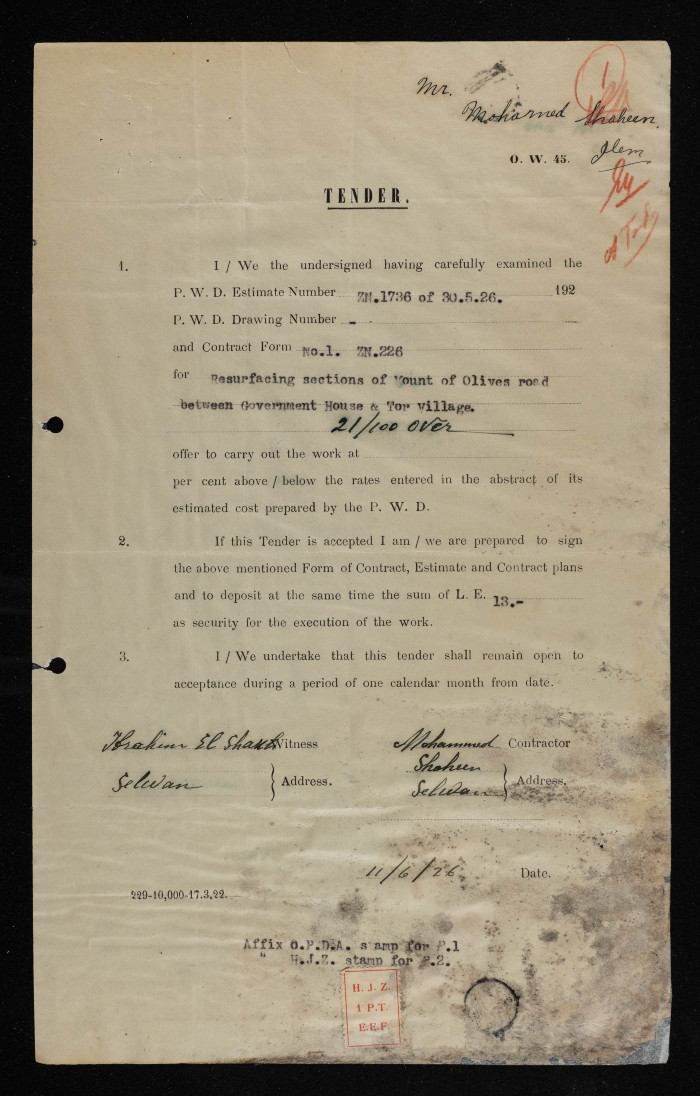 Mr.
Mohamed Shaheen.
Jlem
O. W. 45.
TENDER.
1. I / We the undersigned having carefully examined the
P. W. D. Estimate Number ZN.1736 of 30.5.26. 192
P. W. D. Drawing Number -
and Contract Form No.1. ZN.226
for Resurfacing sections of Mount of Olives road
between Government House & Tor village.
21/100 over
offer to carry out the work at
per cent above / below the rates entered in the abstract of its
estimated cost prepared by the P. W. D.
2. If this Tender is accepted I am / we are prepared to sign
the above mentioned Form of Contract, Estimate and Contract plans
and to deposit at the same time the sum of L. E. 13.-
as security for the execution of the work.
3. I / We undertake that this tender shall remain open to
acceptance during a period of one calendar month from date.
Ibrahim El Witness Mohammed Contractor
Shaheen
Selwan } Address. Selwan } Address.
11/6/26 Date.
229-10,000-17.3.22.
Affix O.P.D.A. stamp for P.1
" H.J.Z. stamp for P.2.
H. J. Z.
1 P.T.
E.E.F.